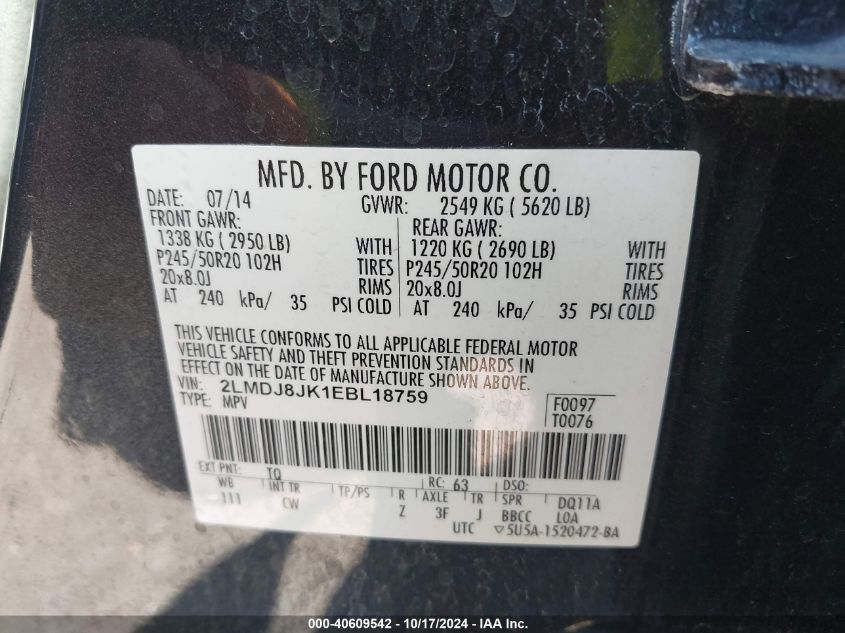 MFD. BY FORD MOTOR CO.
DATE: 07/14 GVWR: 2549 KG ( 5620 LB)
FRONT GAWR: REAR GAWR:
1338 KG ( 2950 LB) WITH 1220 KG ( 2690 LB) WITH
P245/50R20 102H TIRES P245/50R20 102H TIRES
20x8.0J RIMS 20x8.0J RIMS
AT 240 kPa/ 35 PSI COLD AT 240 kPa/ 35 PSI COLD
THIS VEHICLE CONFORMS TO ALL APPLICABLE FEDERAL MOTOR
VEHICLE SAFETY AND THEFT PREVENTION STANDARDS IN
EFFECT ON THE DATE OF MANUFACTURE SHOWN ABOVE.
VIN: 2LMDJ8JK1EBL18759 F0097
TYPE: MPV T0076
EXT PNT: TQ RC: 63 DSO:
WB INT TR TP/PS R AXLE TR SPR DQ11A
111 CW Z 3F J BBCC LOA
UTC ▽5U5A-1520472-BA
000-40609542 - 10/17/2024 - IAA Inc.